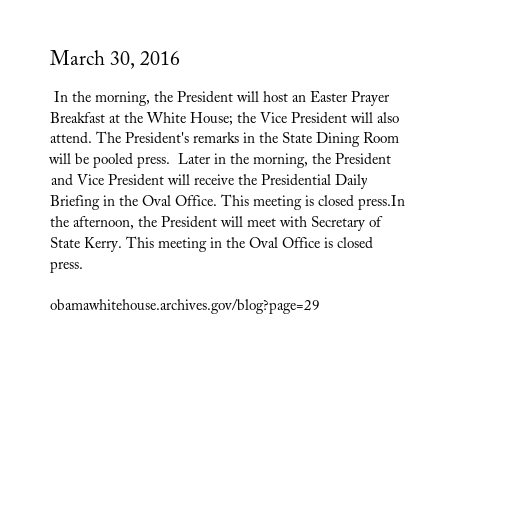 March 30, 2016
In the morning, the President will host an Easter Prayer
Breakfast at the White House; the Vice President will also
attend. The President's remarks in the State Dining Room
will be pooled press.  Later in the morning, the President
and Vice President will receive the Presidential Daily
Briefing in the Oval Office. This meeting is closed press.In
the afternoon, the President will meet with Secretary of
State Kerry. This meeting in the Oval Office is closed
press.
obamawhitehouse.archives.gov/blog?page=29